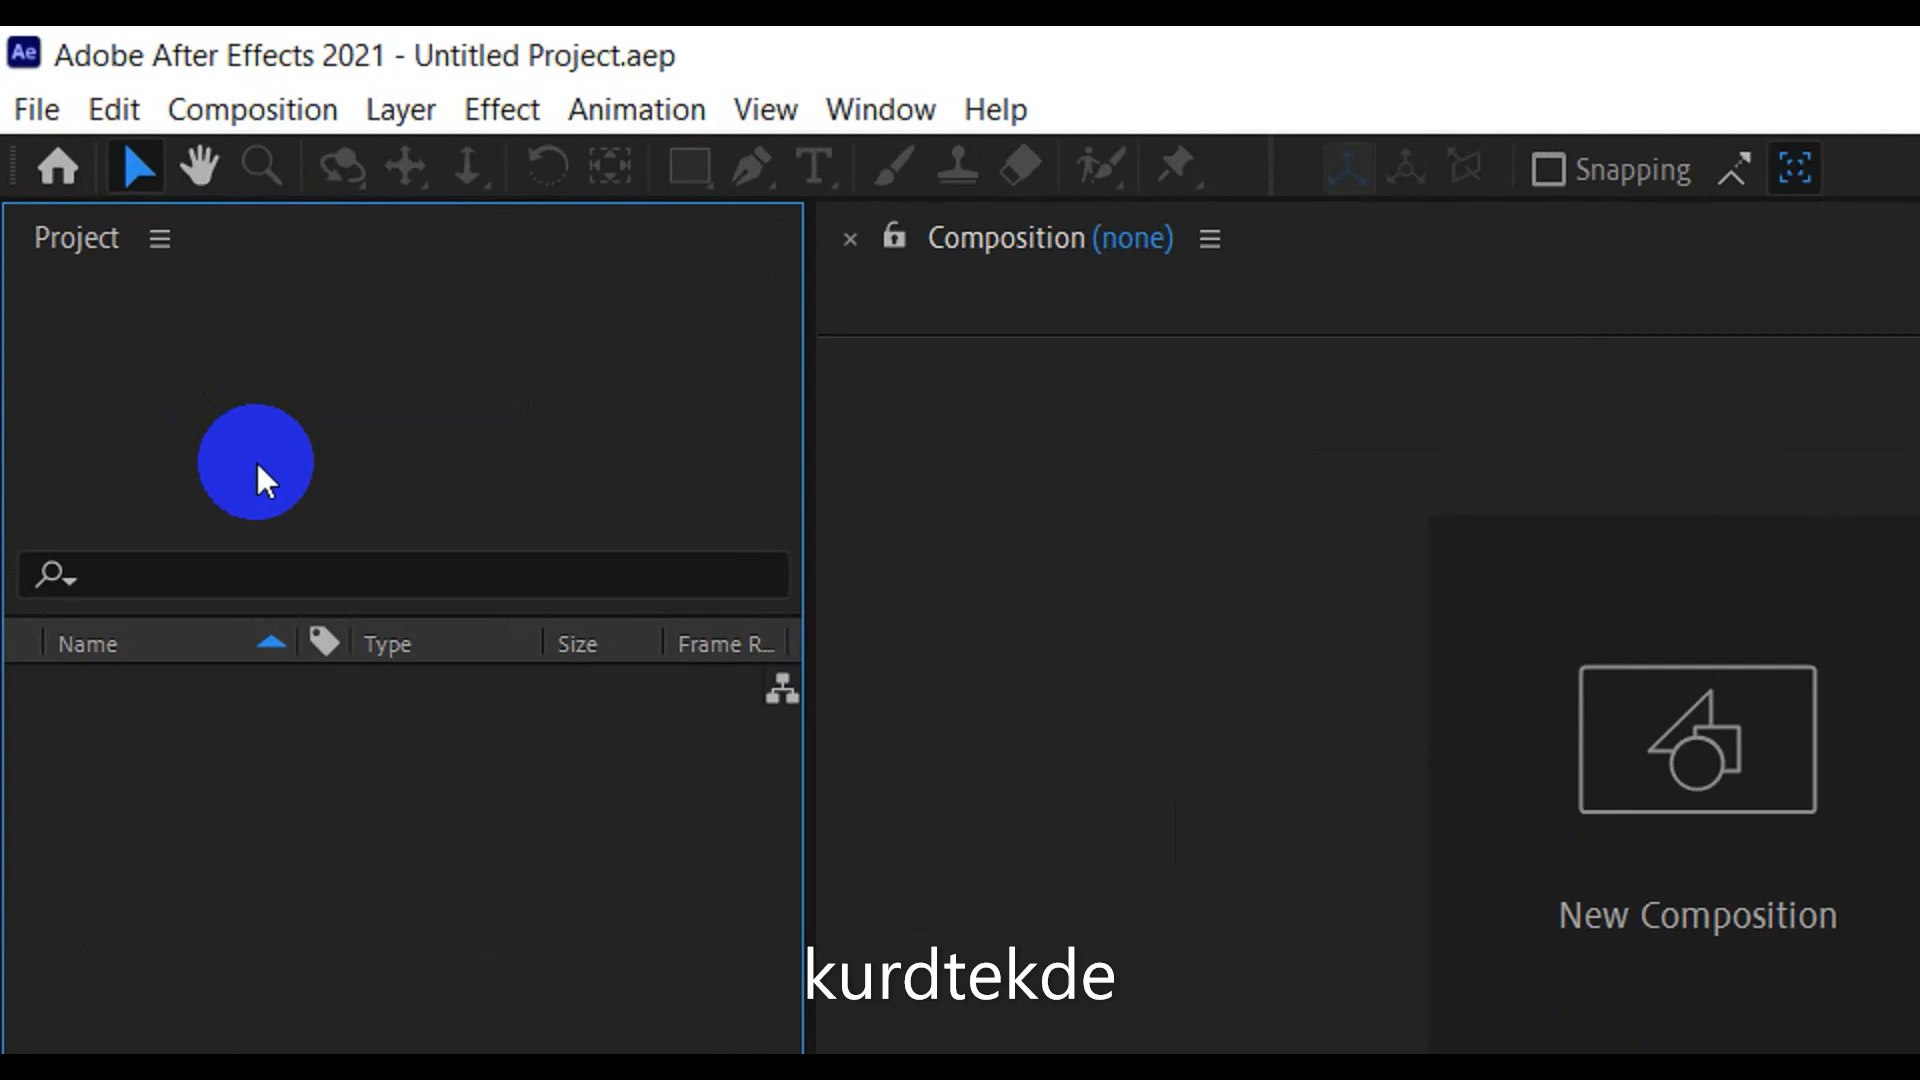 Ae Adobe After Effects 2021 - Untitled Project.aep
File Edit Composition Layer Effect Animation View Window Help
T Snapping
Project
Composition (none)
Name Type Size Frame R...
New Composition
kurdtekde